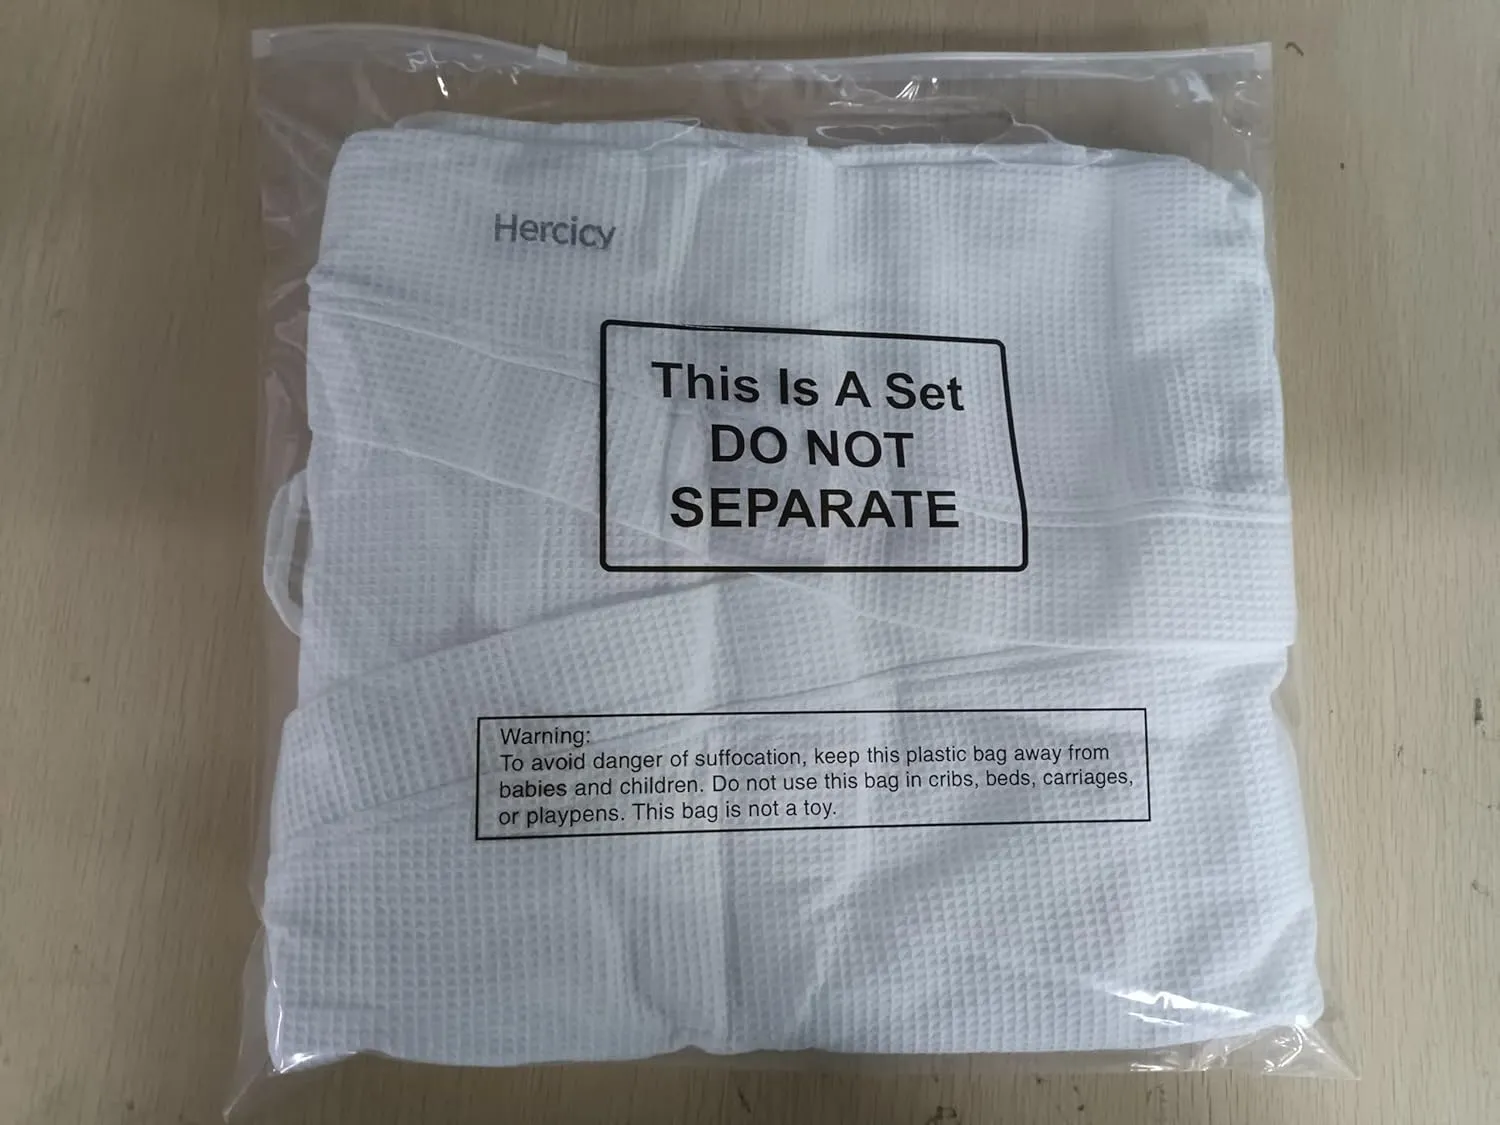 Hercicy
This Is A Set
DO NOT
SEPARATE
Warning:
To avoid danger of suffocation, keep this plastic bag away from
babies and children. Do not use this bag in cribs, beds, carriages,
or playpens. This bag is not a toy.